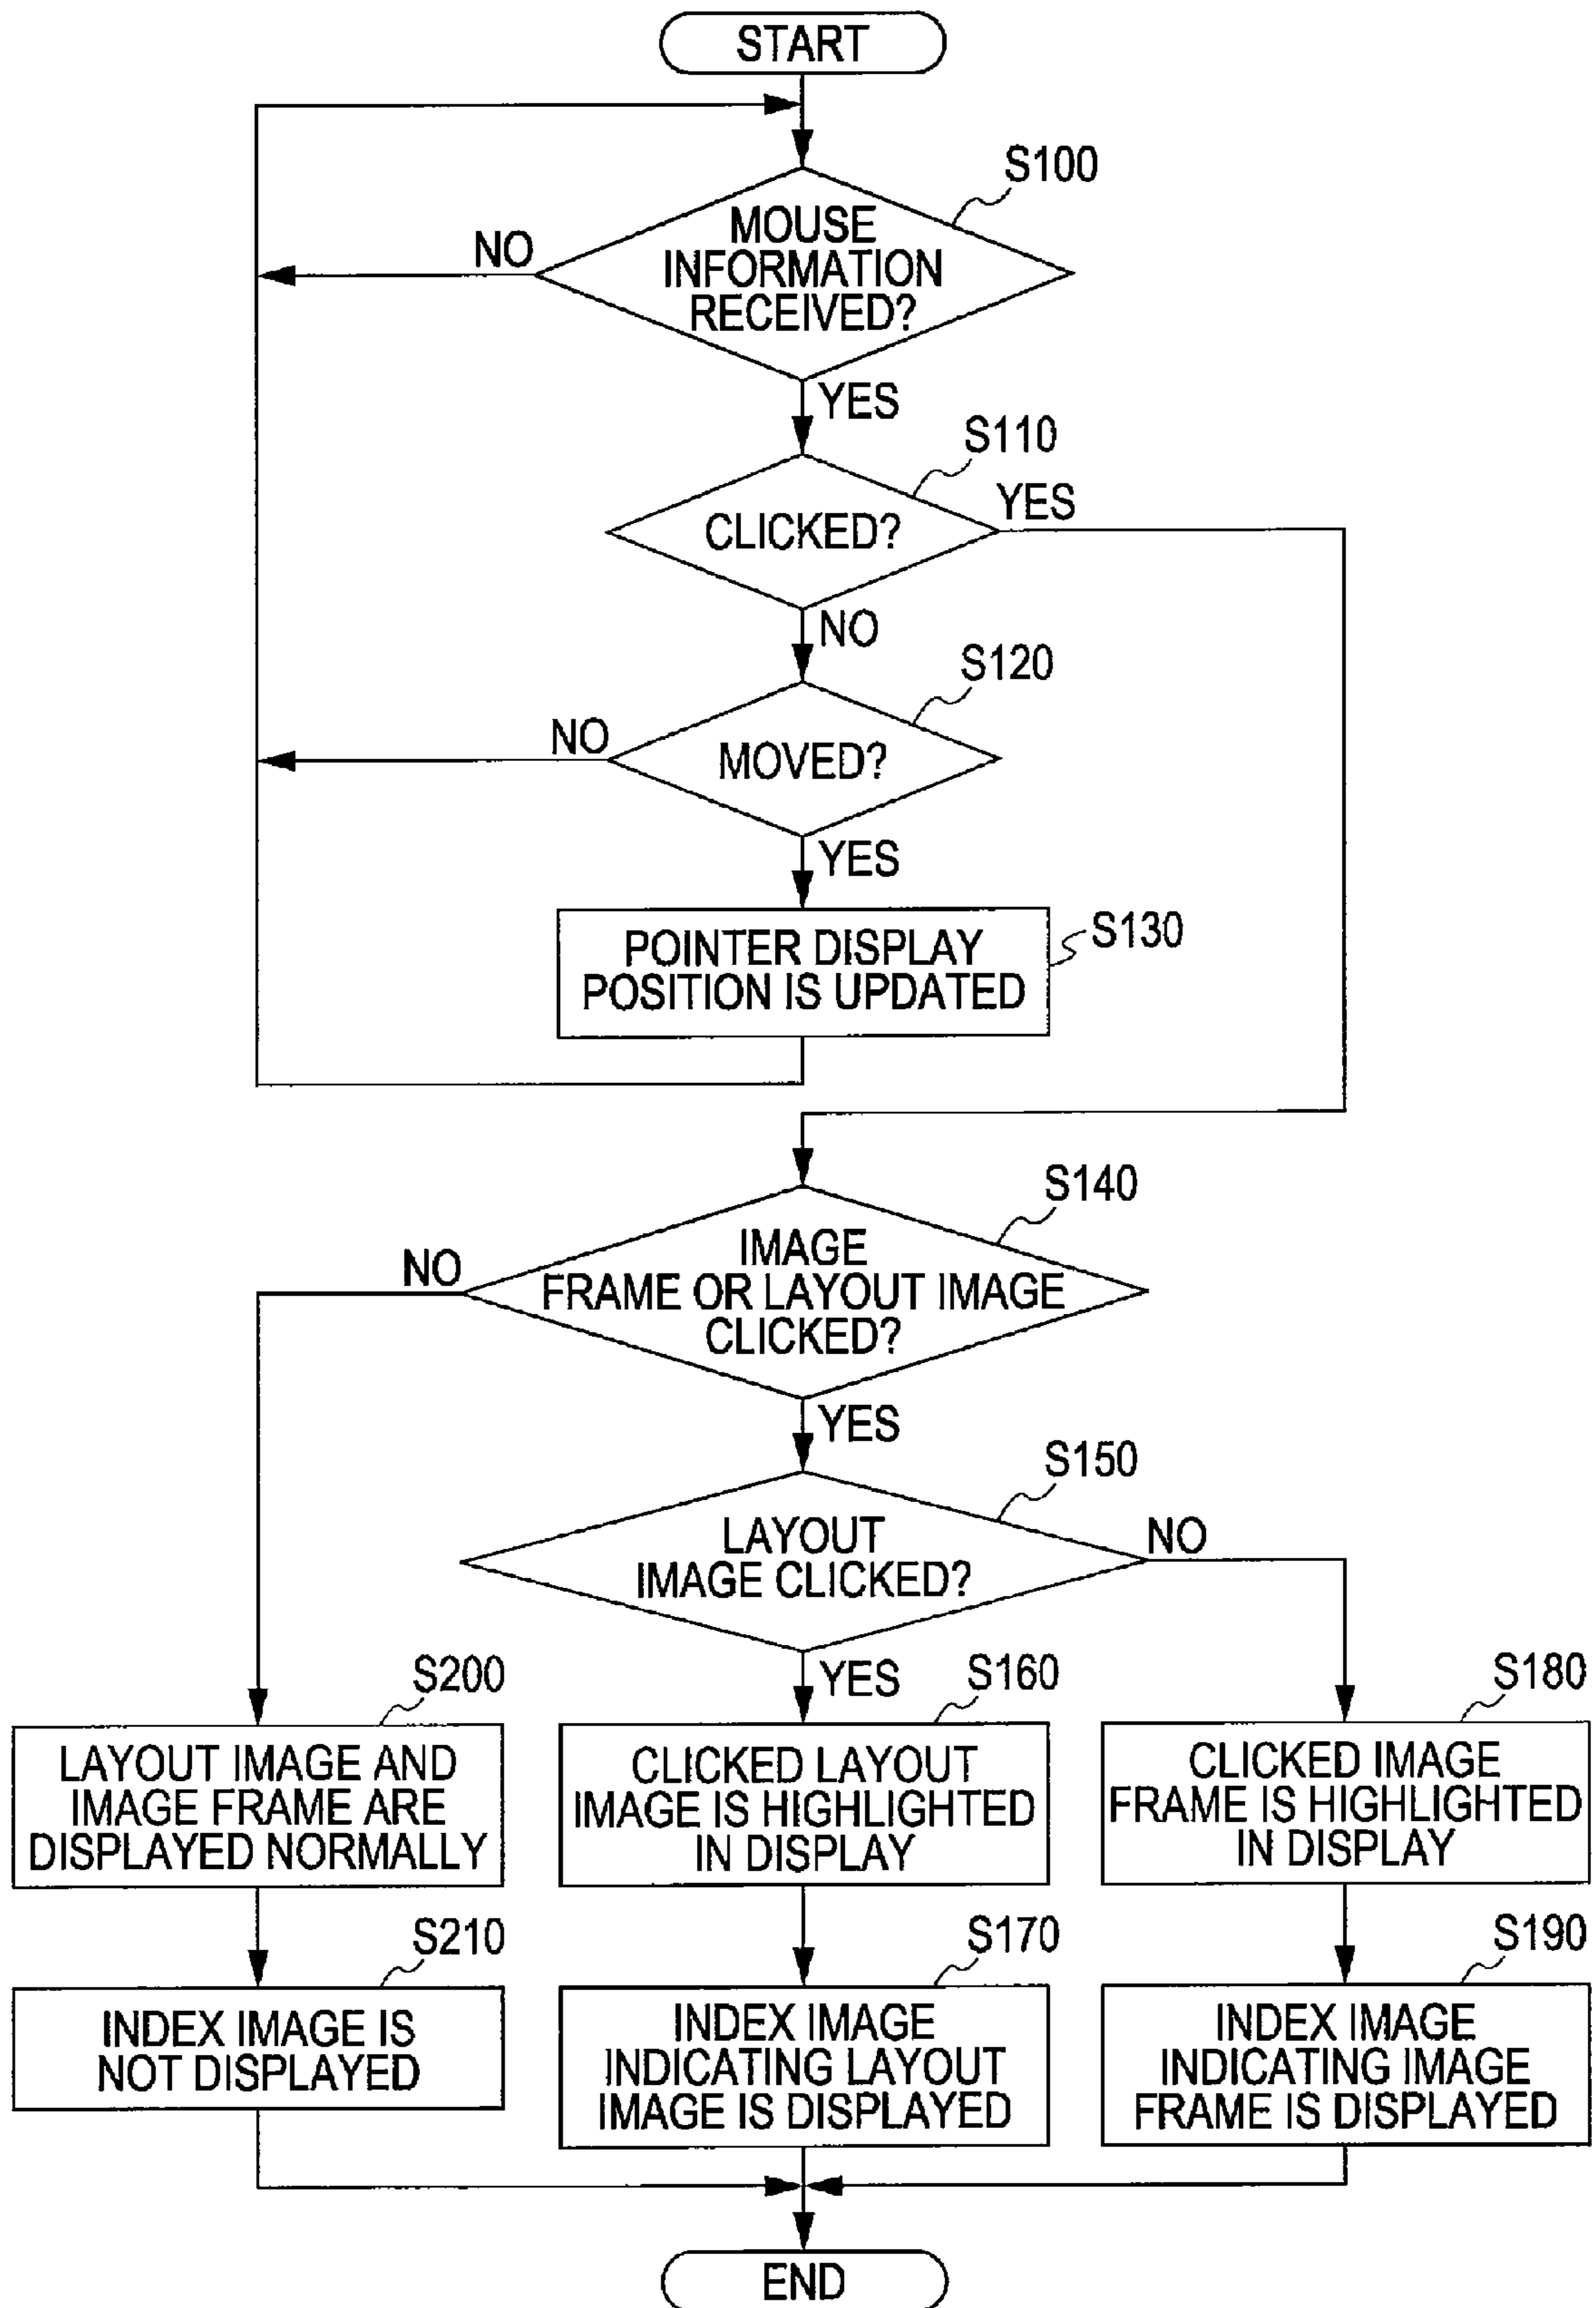 START
S100
MOUSE
INFORMATION
RECEIVED?
NO
YES
S110
CLICKED?
YES
NO
S120
MOVED?
NO
YES
S130
POINTER DISPLAY
POSITION IS UPDATED
S140
IMAGE
FRAME OR LAYOUT IMAGE
CLICKED?
NO
YES
S150
LAYOUT
IMAGE CLICKED?
NO
YES
S200
LAYOUT IMAGE AND
IMAGE FRAME ARE
DISPLAYED NORMALLY
S160
CLICKED LAYOUT
IMAGE IS HIGHLIGHTED
IN DISPLAY
S180
CLICKED IMAGE
FRAME IS HIGHLIGHTED
IN DISPLAY
S210
INDEX IMAGE IS
NOT DISPLAYED
S170
INDEX IMAGE
INDICATING LAYOUT
IMAGE IS DISPLAYED
S190
INDEX IMAGE
INDICATING IMAGE
FRAME IS DISPLAYED
END